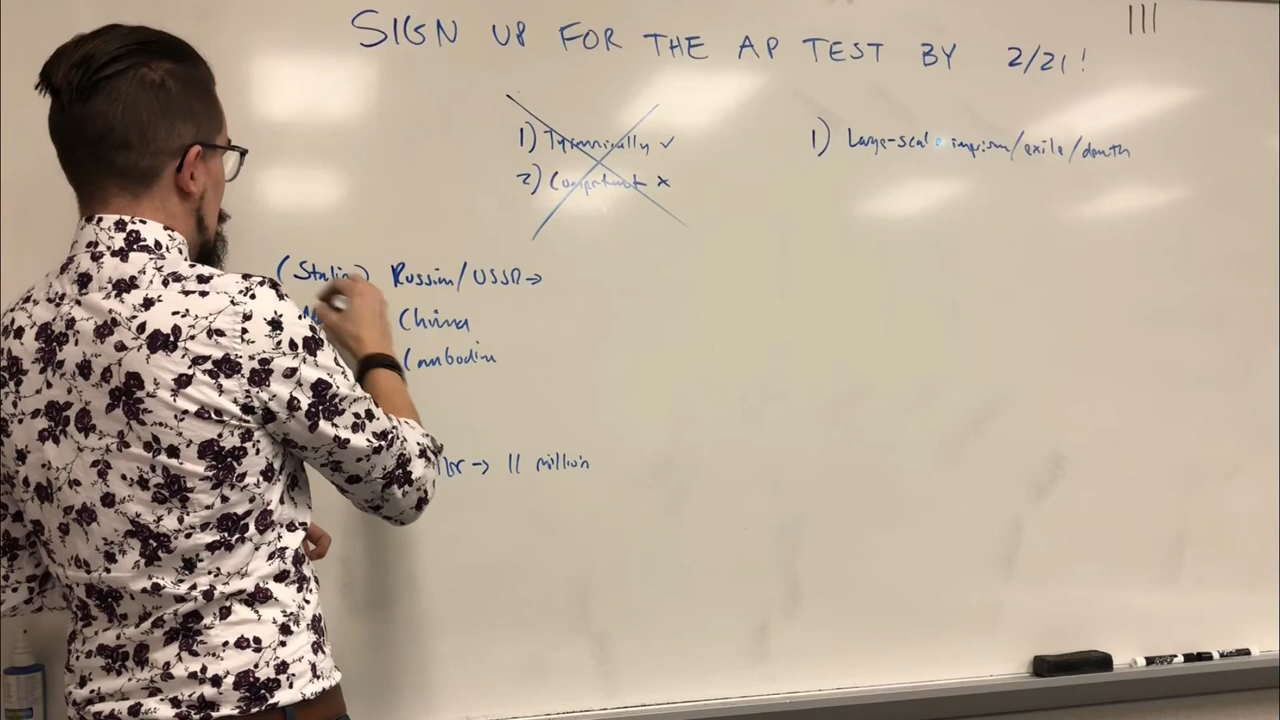 III
SIGN UP FOR THE AP TEST BY 2/21!
1) Tyrannically ✓
2) Competent x
1) Large-scale imprison/exile/death
(Stalin) Russia/USSR →
China
Cambodia
→ 11 million